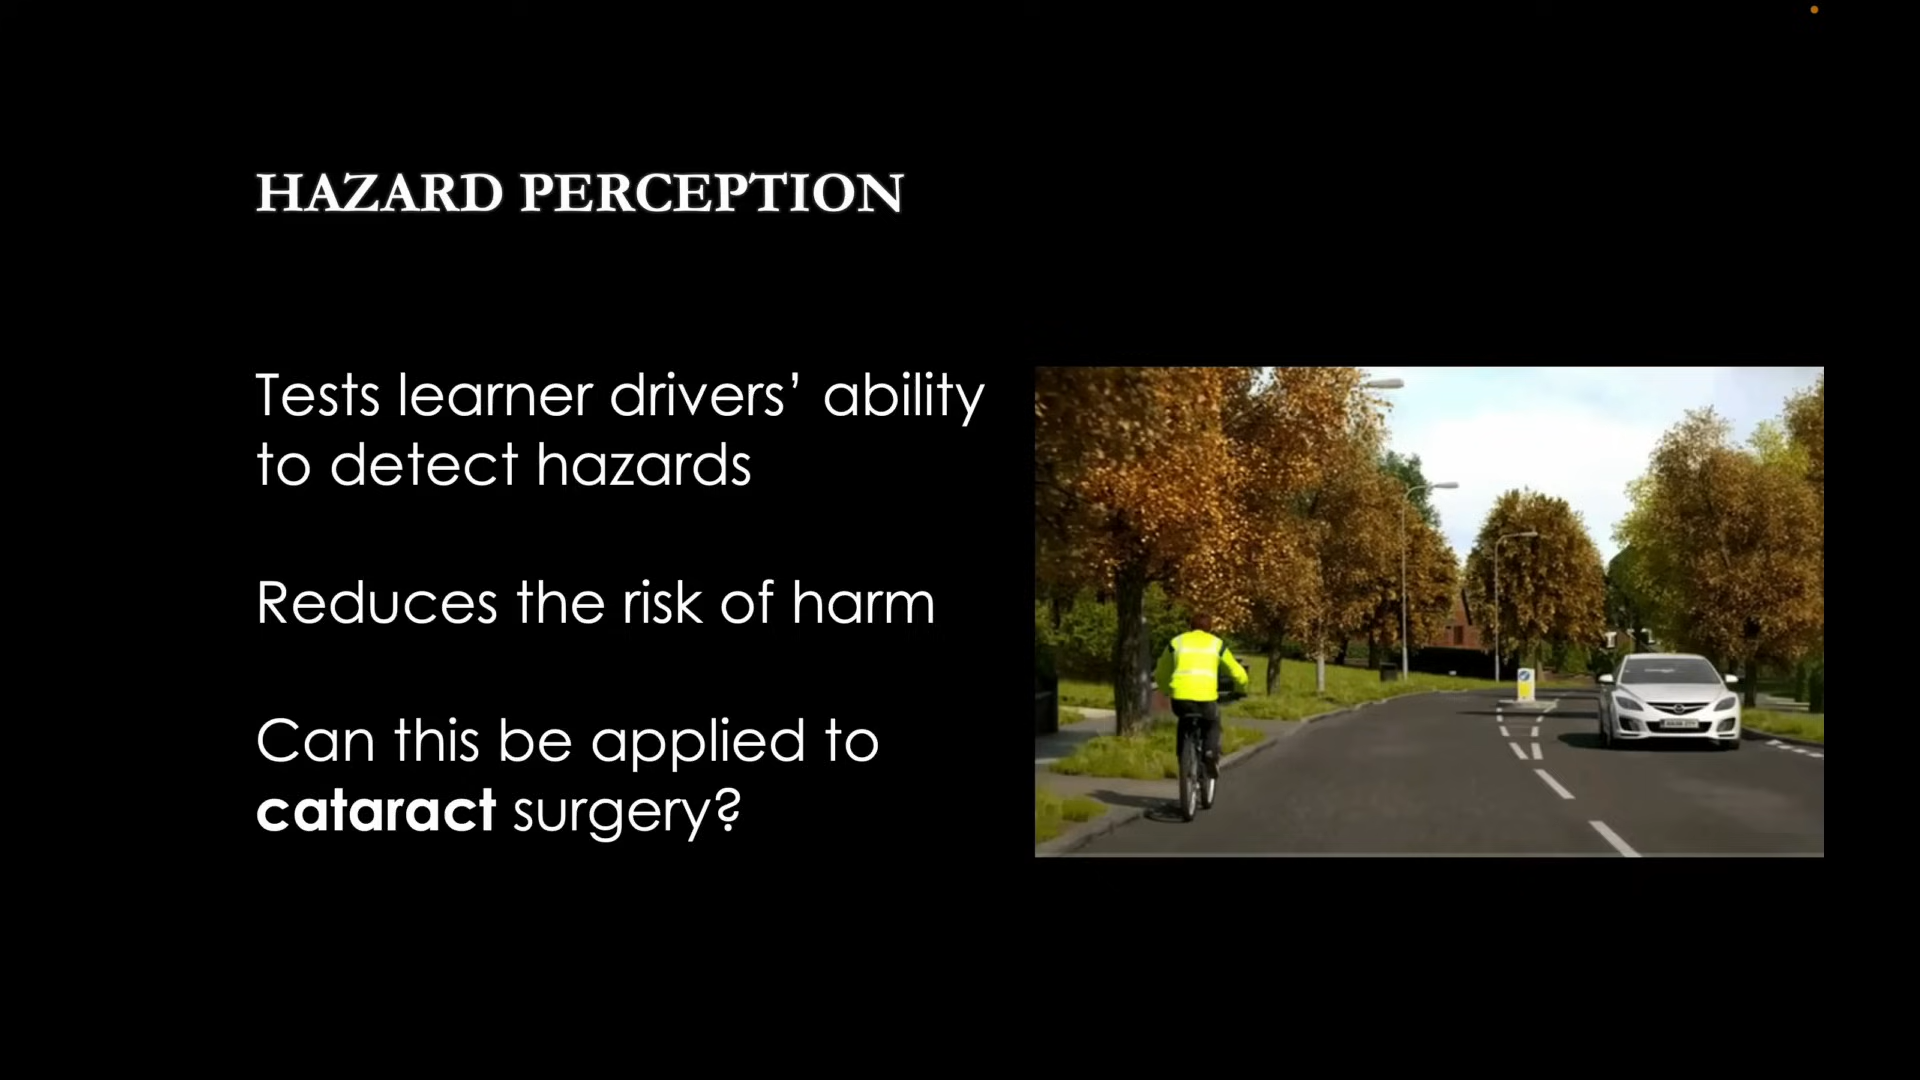 HAZARD PERCEPTION
Tests learner drivers’ ability
to detect hazards
Reduces the risk of harm
Can this be applied to
cataract surgery?